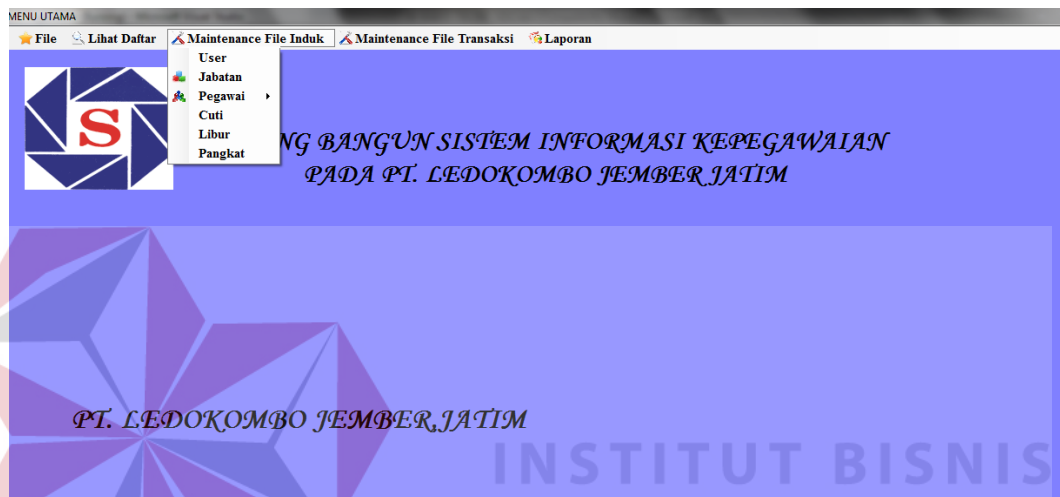 MENU UTAMA
File Lihat Daftar Maintenance File Induk Maintenance File Transaksi Laporan
User
Jabatan
Pegawai
Cuti
Libur
Pangkat
S
NG BANGUN SISTEM INFORMASI KEPEGAWAIAN
PADA PT. LEDOKOMBO JEMBER JATIM
PT. LEDOKOMBO JEMBER, JATIM
INSTITUT BISNIS